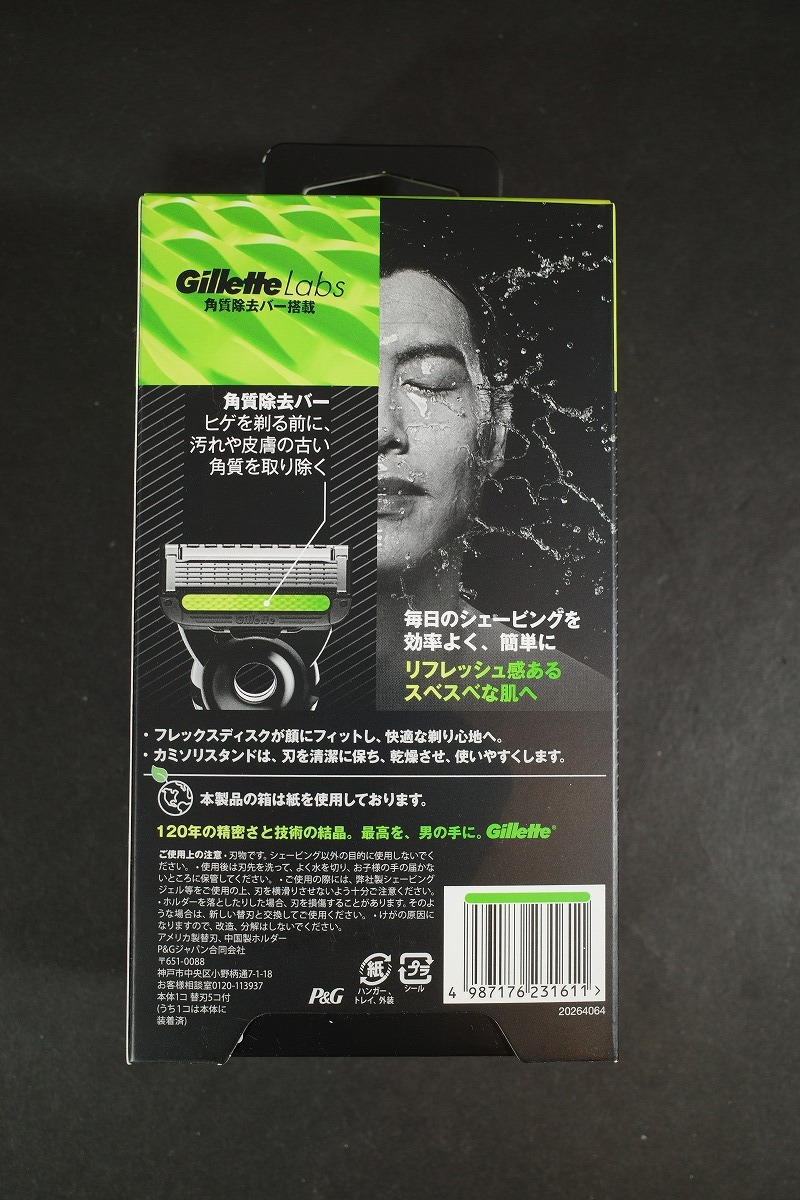 Gillette Labs
角質除去バー搭載
角質除去バー
ヒゲを剃る前に、
汚れや皮膚の古い
角質を取り除く
Gillette
毎日のシェービングを
効率よく、簡単に
リフレッシュ感ある
スベスベな肌へ
・フレックスディスクが顔にフィットし、快適な剃り心地へ。
・カミソリスタンドは、刃を清潔に保ち、乾燥させ、使いやすくします。
本製品の箱は紙を使用しております。
120年の精密さと技術の結晶。最高を、男の手に。Gillette®
ご使用上の注意・刃物です。シェービング以外の目的に使用しないでく
ださい。・使用後は刃先を洗って、よく水を切り、お子様の手の届かな
いところに保管してください。・ご使用の際には、弊社製シェービング
ジェル等をご使用の上、刃を横滑りさせないよう十分ご注意ください。
・ホルダーを落としたりした場合、刃を損傷することがあります。そのよ
うな場合は、新しい替刃と交換してご使用ください。・けがの原因に
なりますので、改造、分解はしないでください。
アメリカ製替刃、中国製ホルダー
P&Gジャパン合同会社
〒651-0088
神戸市中央区小野柄通7-1-18
お客様相談室0120-113937
本体1コ 替刃5コ付
(うち1コは本体に
装着済)
P&G
紙
ハンガー、
トレイ、外装
プラ
シール
4 987176 231611 >
20264064